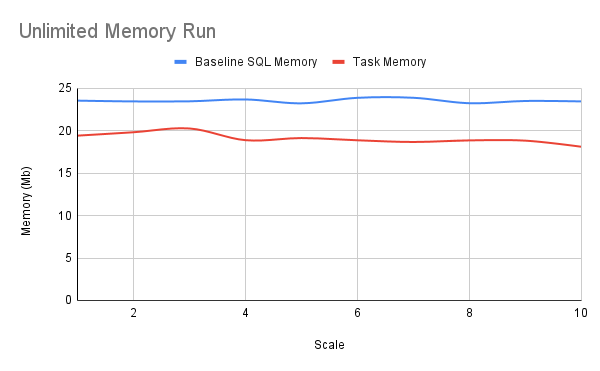 Unlimited Memory Run
Baseline SQL Memory Task Memory
25
20
15
10
5
0
Memory (Mb)
2 4 6 8 10
Scale